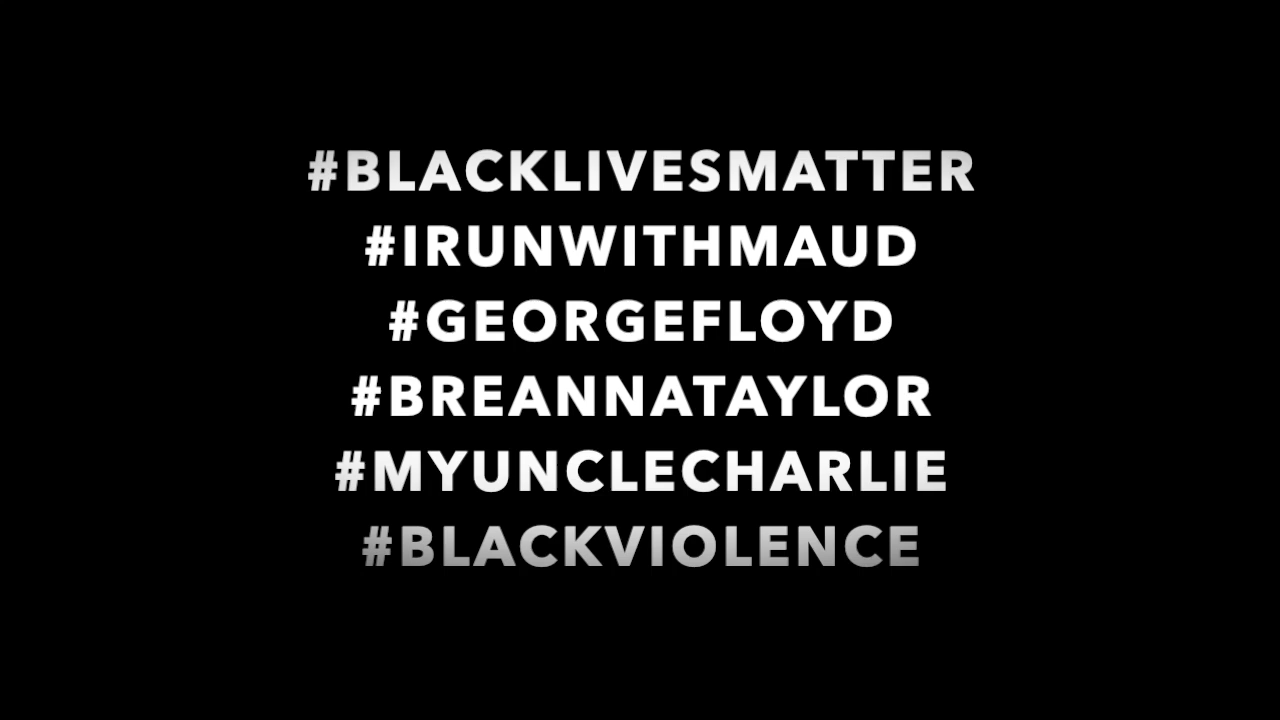 #BLACKLIVESMATTER
#IRUNWITHMAUD
#GEORGEFLOYD
#BREANNATAYLOR
#MYUNCLECHARLIE
#BLACKVIOLENCE